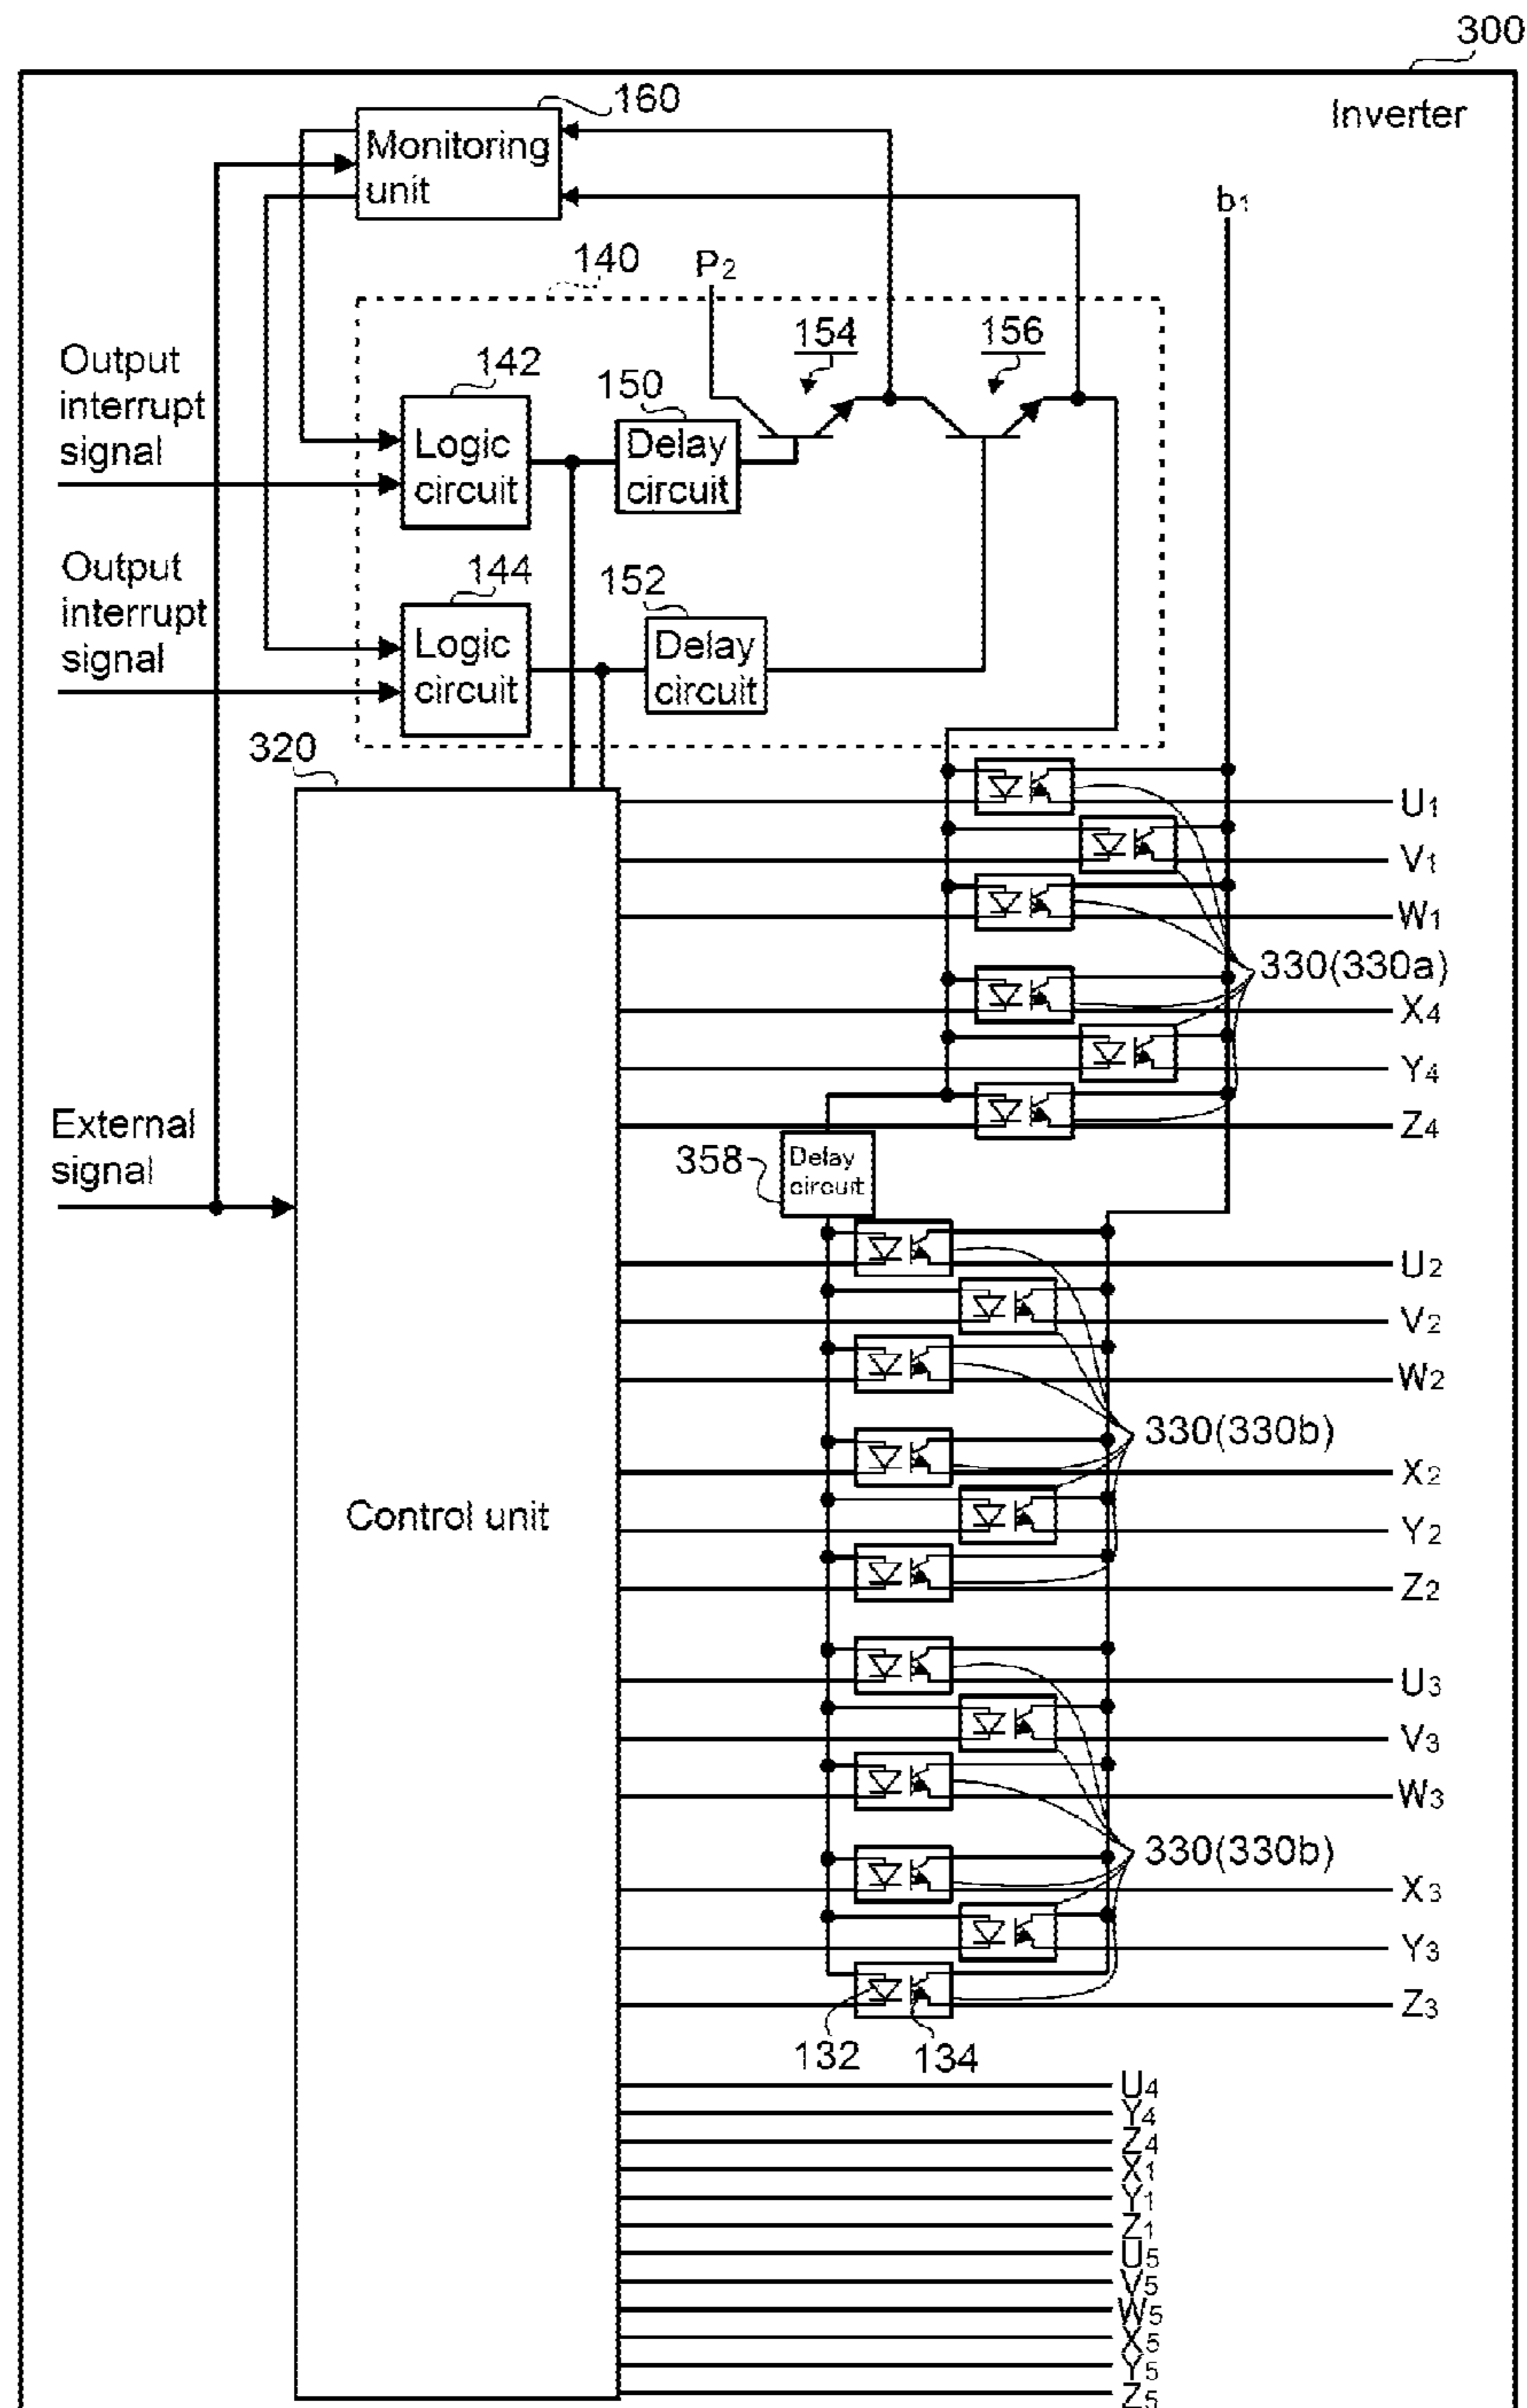 300
Inverter
160
Monitoring
unit
b1
140
P2
154
156
Output
interrupt
signal
142
Logic
circuit
150
Delay
circuit
Output
interrupt
signal
144
Logic
circuit
152
Delay
circuit
320
U1
V1
W1
330(330a)
X4
Y4
Z4
External
signal
358
Delay
circuit
U2
V2
W2
330(330b)
X2
Y2
Z2
Control unit
U3
V3
W3
330(330b)
X3
Y3
Z3
132
134
U4
Y4
Z4
X1
Y1
Z1
U5
V5
W5
X5
Y5
Z5